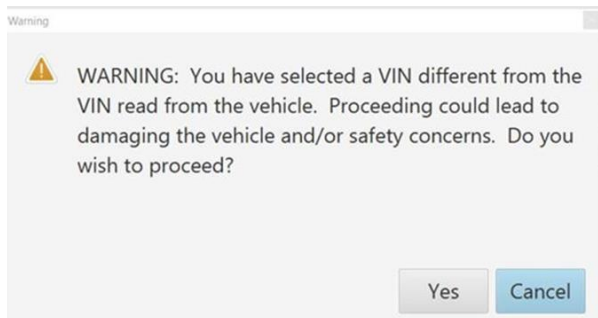 Warning
WARNING:  You have selected a VIN different from the
VIN read from the vehicle.  Proceeding could lead to
damaging the vehicle and/or safety concerns.  Do you
wish to proceed?
Yes
Cancel